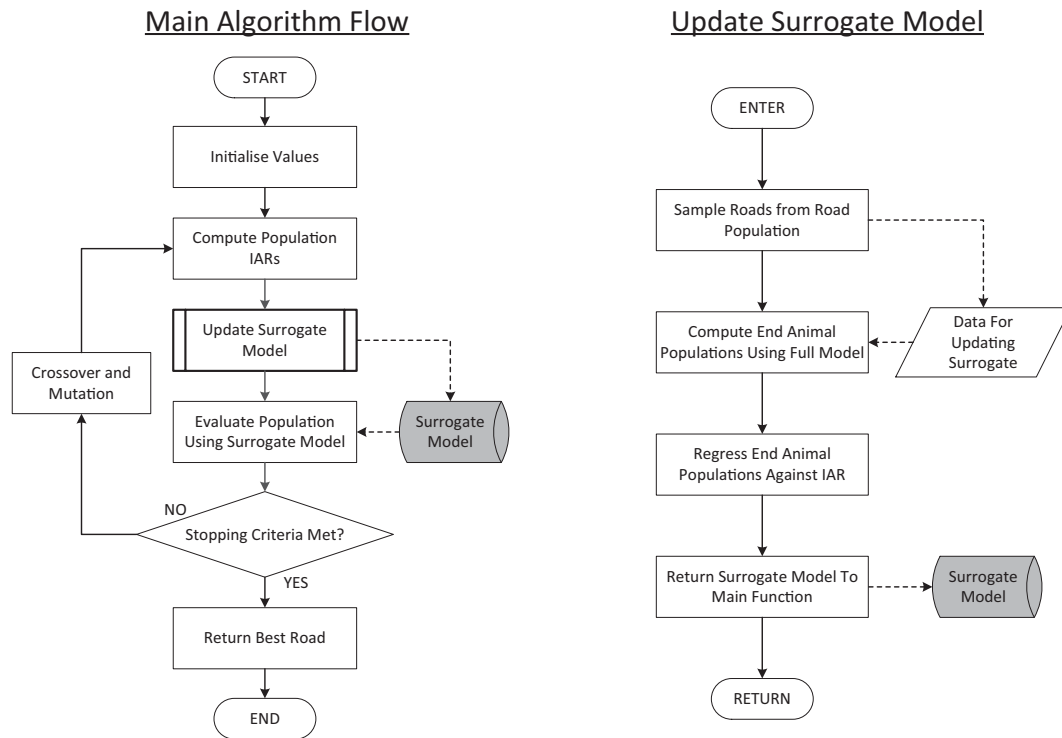 Main Algorithm Flow
START
Initialise Values
Compute Population
IARs
Update Surrogate
Model
Crossover and
Mutation
Evaluate Population
Using Surrogate Model
Surrogate
Model
NO
Stopping Criteria Met?
YES
Return Best Road
END
Update Surrogate Model
ENTER
Sample Roads from Road
Population
Compute End Animal
Populations Using Full Model
Data For
Updating
Surrogate
Regress End Animal
Populations Against IAR
Return Surrogate Model To
Main Function
Surrogate
Model
RETURN